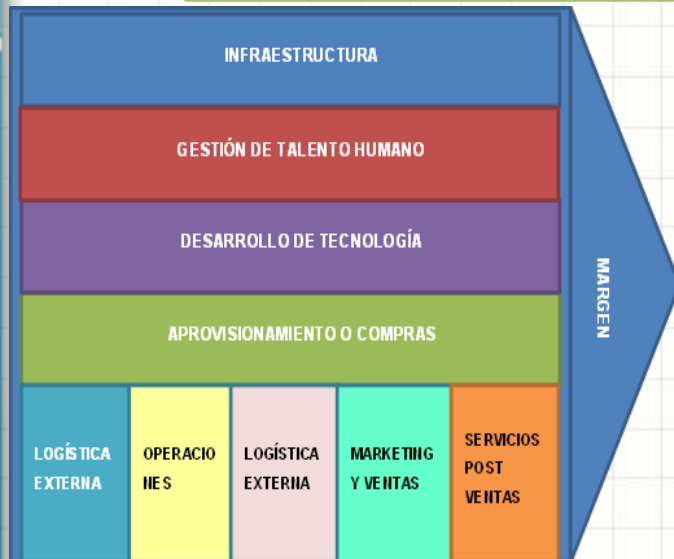 INFRAESTRUCTURA
GESTIÓN DE TALENTO HUMANO
DESARROLLO DE TECNOLOGÍA
APROVISIONAMIENTO O COMPRAS
MARGEN
LOGÍSTICA
EXTERNA
OPERACIO
NES
LOGÍSTICA
EXTERNA
MARKETING
Y VENTAS
SERVICIOS
POST
VENTAS